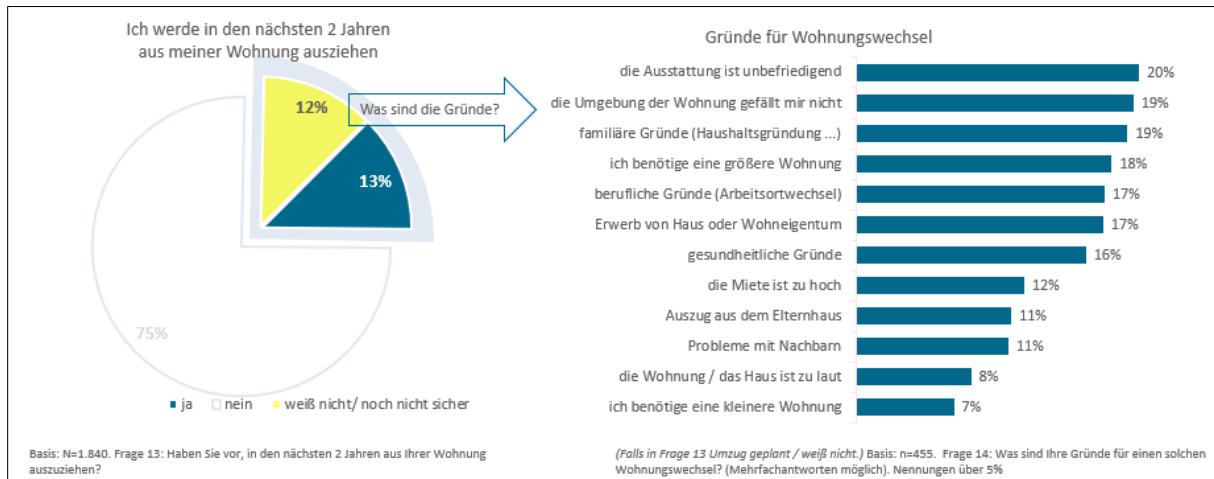 Ich werde in den nächsten 2 Jahren
aus meiner Wohnung ausziehen
12%
13%
75%
Was sind die Gründe?
ja
nein
weiß nicht/ noch nicht sicher
Basis: N=1.840. Frage 13: Haben Sie vor, in den nächsten 2 Jahren aus Ihrer Wohnung
auszuziehen?
Gründe für Wohnungswechsel
die Ausstattung ist unbefriedigend 20%
die Umgebung der Wohnung gefällt mir nicht 19%
familiäre Gründe (Haushaltsgründung ...) 19%
ich benötige eine größere Wohnung 18%
berufliche Gründe (Arbeitsortwechsel) 17%
Erwerb von Haus oder Wohneigentum 17%
gesundheitliche Gründe 16%
die Miete ist zu hoch 12%
Auszug aus dem Elternhaus 11%
Probleme mit Nachbarn 11%
die Wohnung / das Haus ist zu laut 8%
ich benötige eine kleinere Wohnung 7%
(Falls in Frage 13 Umzug geplant / weiß nicht.) Basis: n=455. Frage 14: Was sind Ihre Gründe für einen solchen
Wohnungswechsel? (Mehrfachantworten möglich). Nennungen über 5%